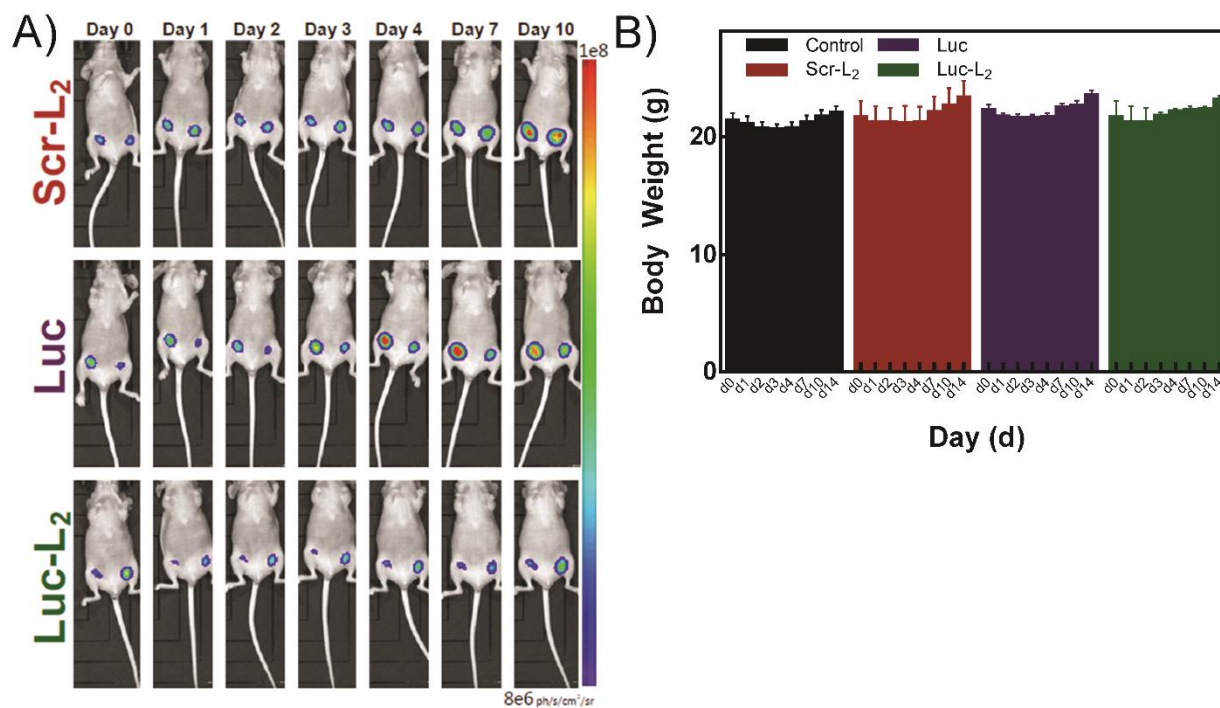 A)
Day 0 Day 1 Day 2 Day 3 Day 4 Day 7 Day 10
1e8
Scr-L₂
Luc
Luc-L₂
8e6 ph/s/cm²/sr
B)
Control Luc
Scr-L₂ Luc-L₂
Body Weight (g)
20
10
0
d0 d1 d2 d3 d4 d7 d10 d14 d0 d1 d2 d3 d4 d7 d10 d14 d0 d1 d2 d3 d4 d7 d10 d14 d0 d1 d2 d3 d4 d7 d10 d14
Day (d)